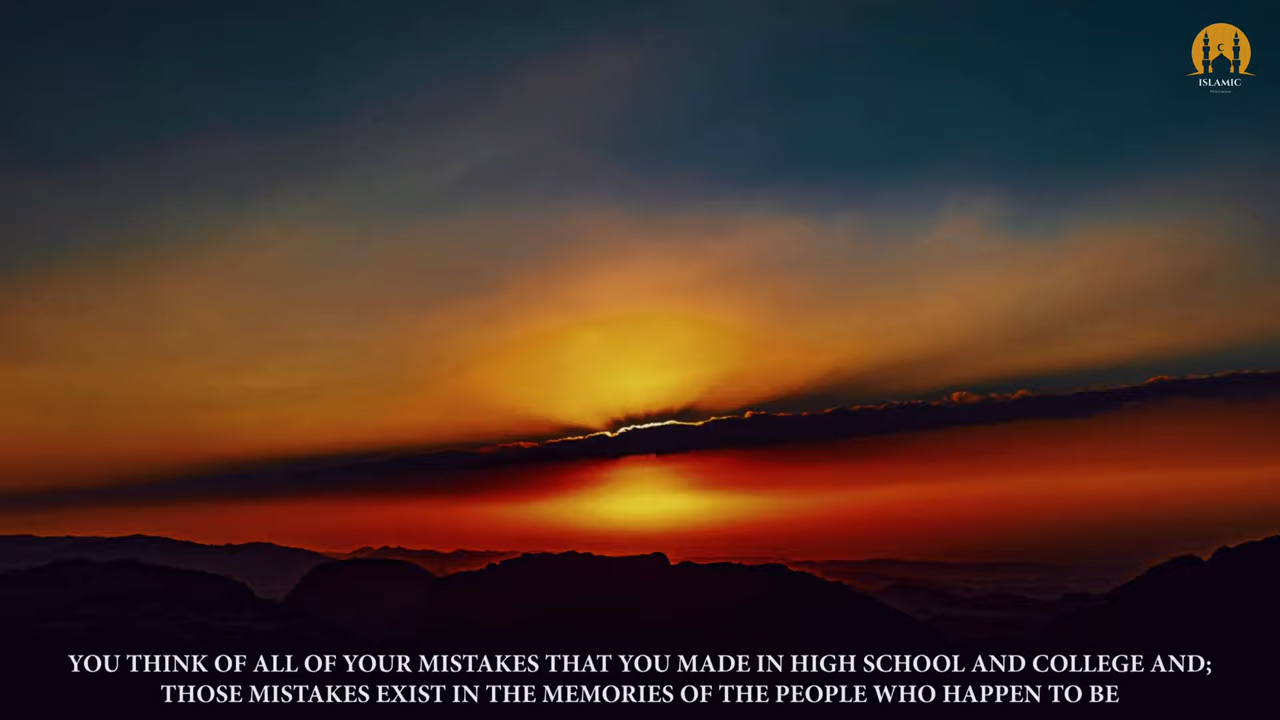 ISLAMIC
YOU THINK OF ALL OF YOUR MISTAKES THAT YOU MADE IN HIGH SCHOOL AND COLLEGE AND;
THOSE MISTAKES EXIST IN THE MEMORIES OF THE PEOPLE WHO HAPPEN TO BE